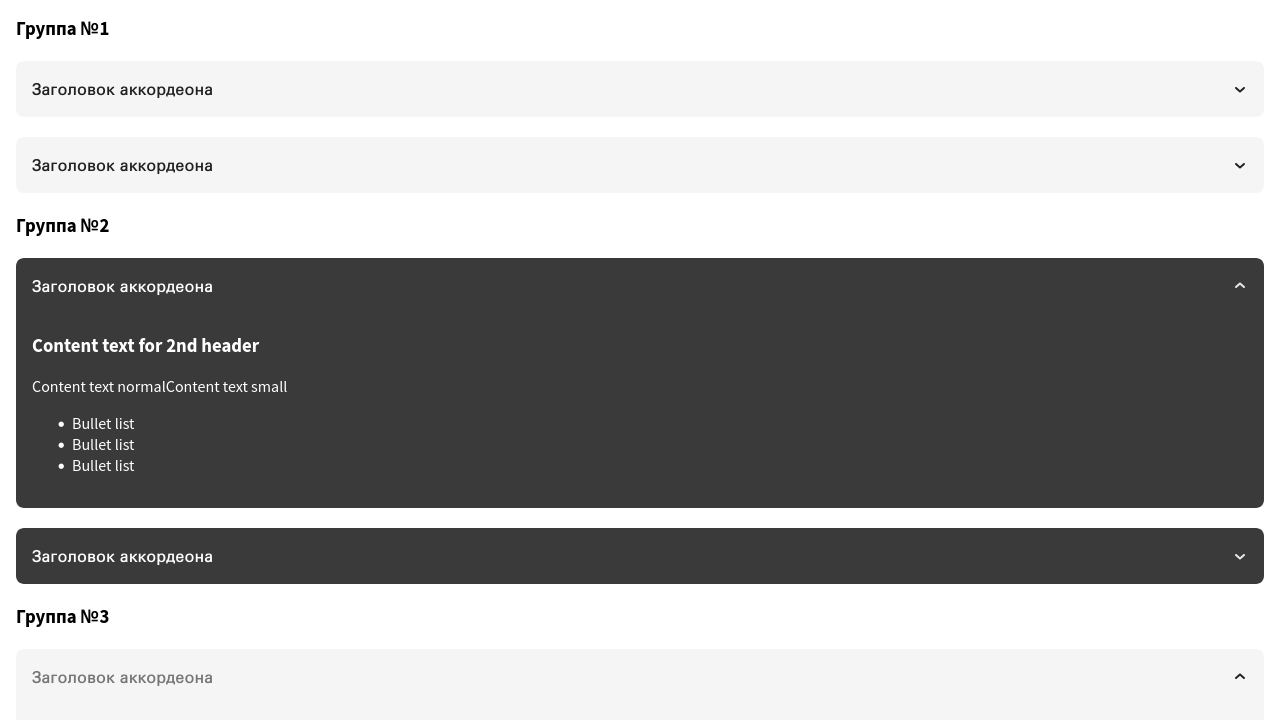 Группа №1
Заголовок аккордеона
Заголовок аккордеона
Группа №2
Заголовок аккордеона
Content text for 2nd header
Content text normalContent text small
Bullet list
Bullet list
Bullet list
Заголовок аккордеона
Группа №3
Заголовок аккордеона